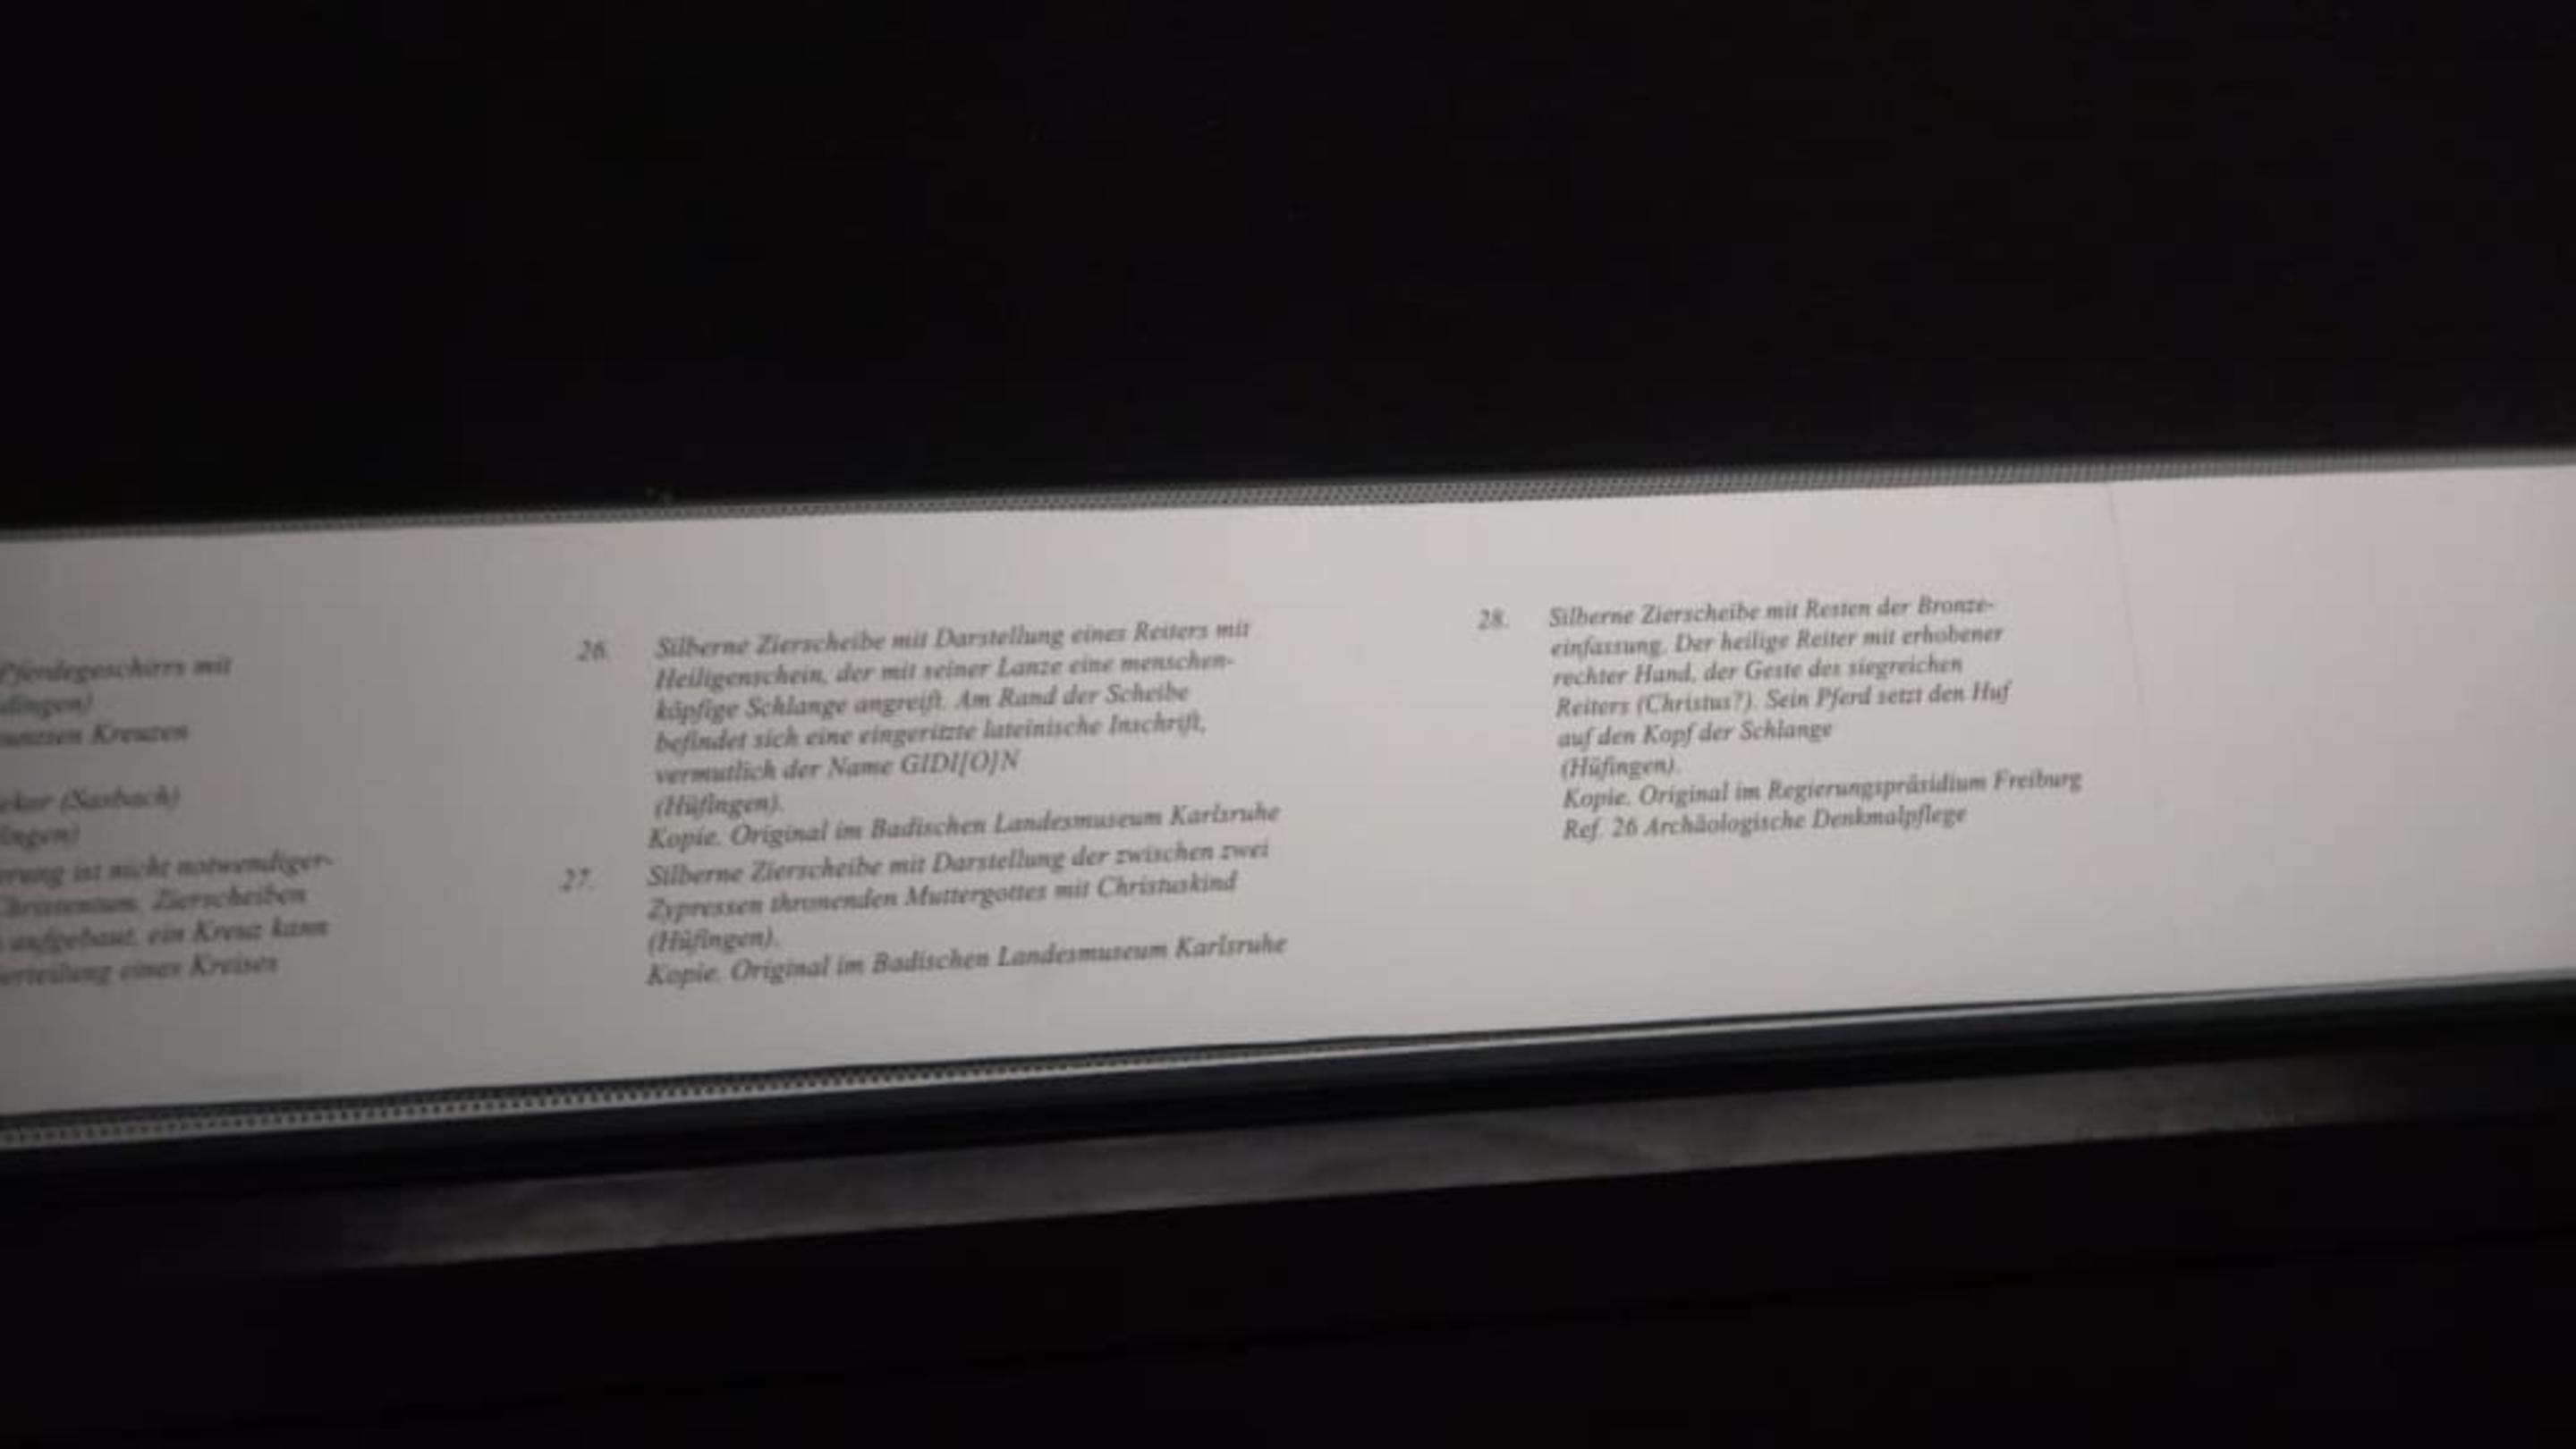 Pferdegeschirrs mit
dingen)
Kreuzen
ekor (Sasbach)
ingen)
erung ist nicht notwendiger-
Christentum. Zierscheiben
aufgebaut, ein Kreuz kann
erteilung eines Kreises
26. Silberne Zierscheibe mit Darstellung eines Reiters mit
Heiligenschein, der mit seiner Lanze eine menschen-
köpfige Schlange angreift. Am Rand der Scheibe
befindet sich eine eingeritzte lateinische Inschrift,
vermutlich der Name GIDI[O]N
(Hüfingen).
Kopie. Original im Badischen Landesmuseum Karlsruhe
27. Silberne Zierscheibe mit Darstellung der zwischen zwei
Zypressen thronenden Muttergottes mit Christuskind
(Hüfingen).
Kopie. Original im Badischen Landesmuseum Karlsruhe
28. Silberne Zierscheibe mit Resten der Bronze-
einfassung. Der heilige Reiter mit erhobener
rechter Hand, der Geste des siegreichen
Reiters (Christus?). Sein Pferd setzt den Huf
auf den Kopf der Schlange
(Hüfingen).
Kopie. Original im Regierungspräsidium Freiburg
Ref. 26 Archäologische Denkmalpflege